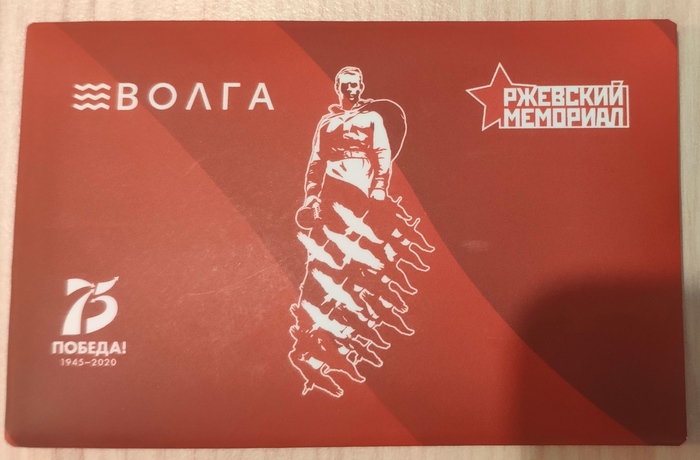 ВОЛГА
РЖЕВСКИЙ
МЕМОРИАЛ
75
ПОБЕДА!
1945–2020